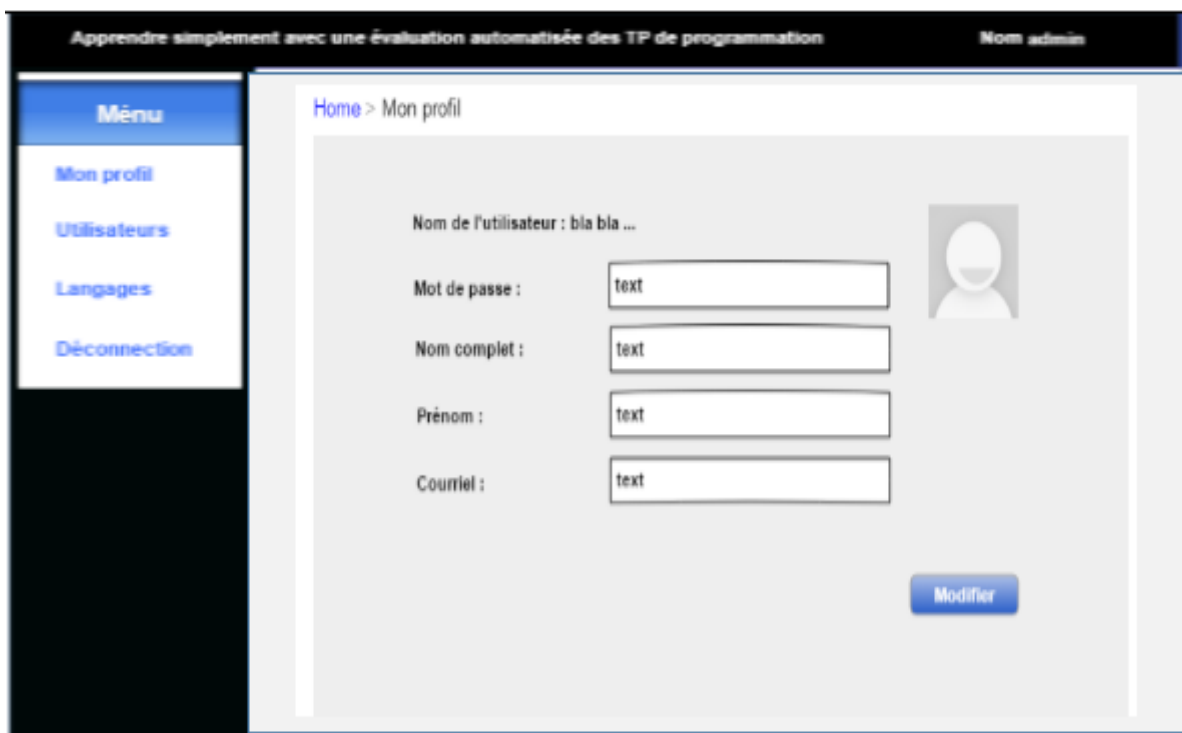 Apprendre simplement avec une évaluation automatisée des TP de programmation Nom admin
Ménu
Mon profil
Utilisateurs
Langages
Déconnection
Home > Mon profil
Nom de l'utilisateur : bla bla ...
Mot de passe : text
Nom complet : text
Prénom : text
Courriel : text
Modifier